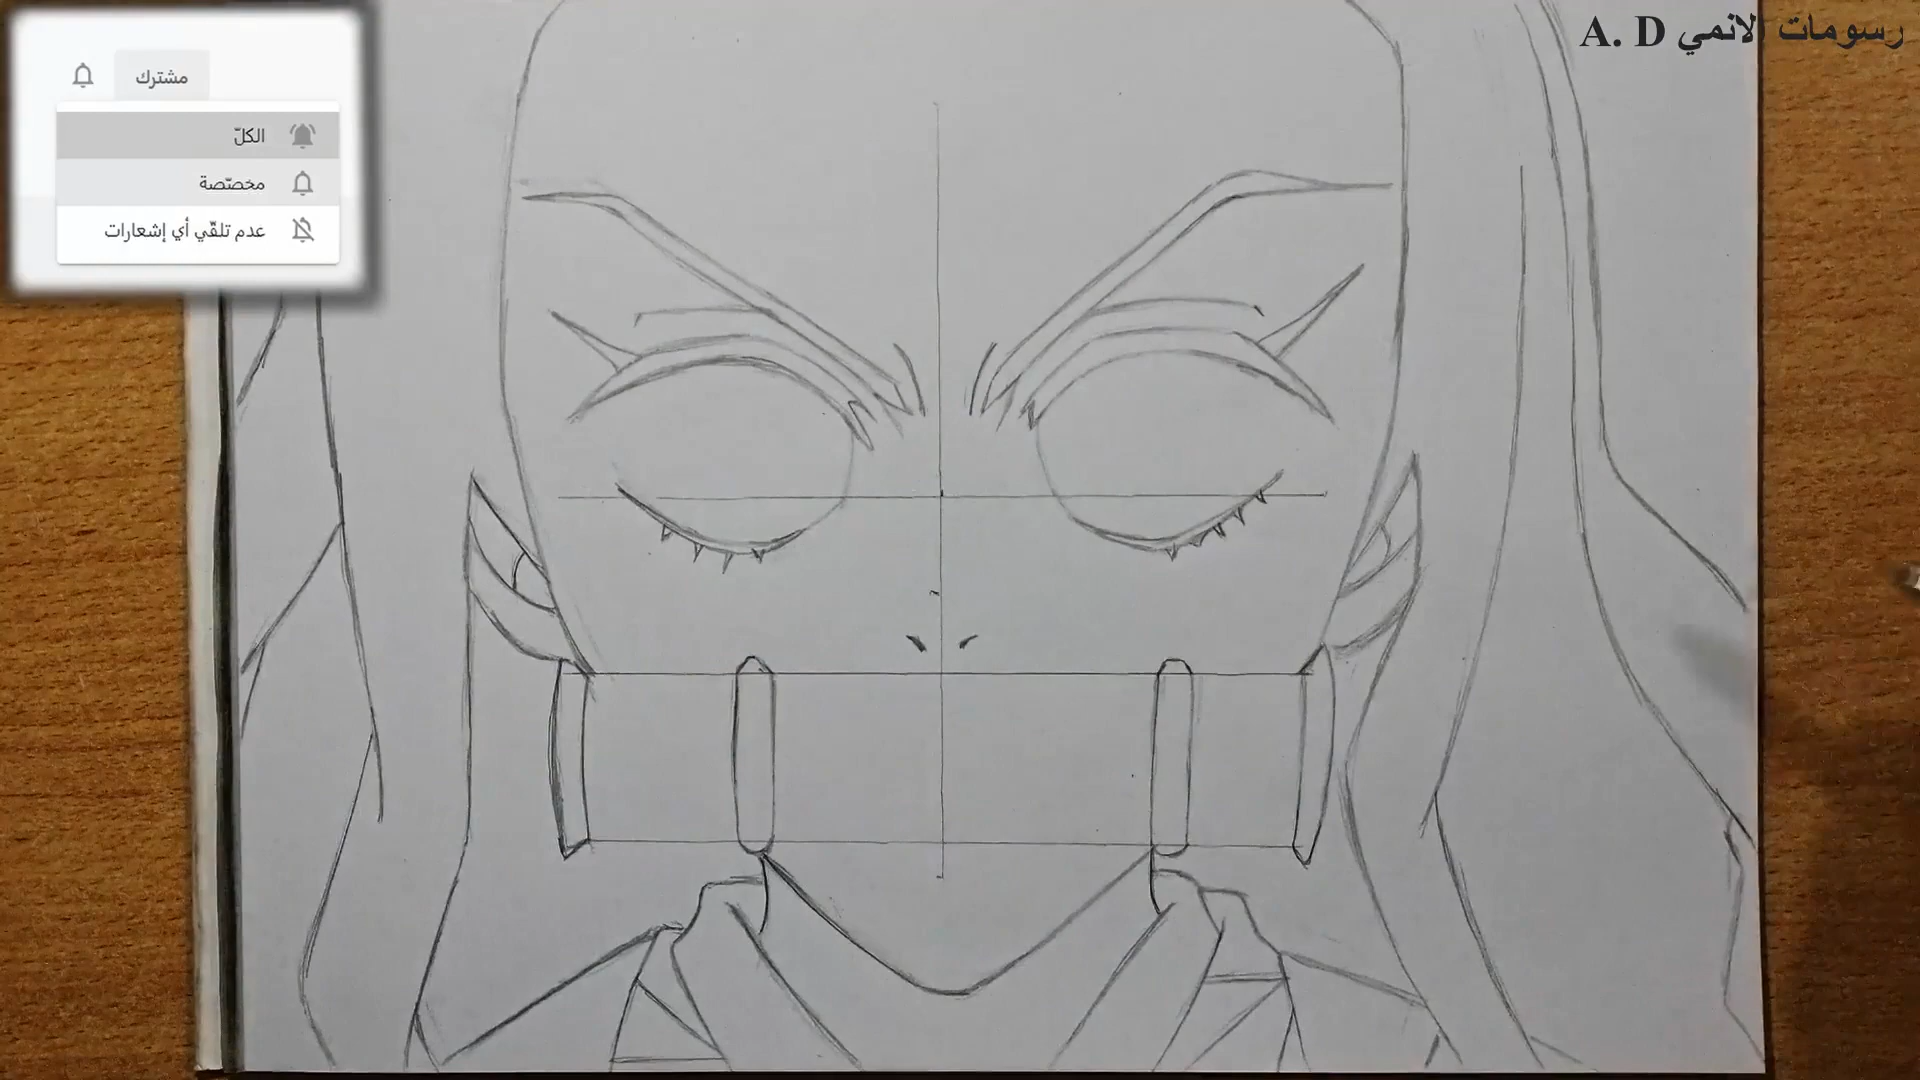 رسومات الانمي A. D
مشترك
الكلّ
مخصّصة
عدم تلقّي أي إشعارات